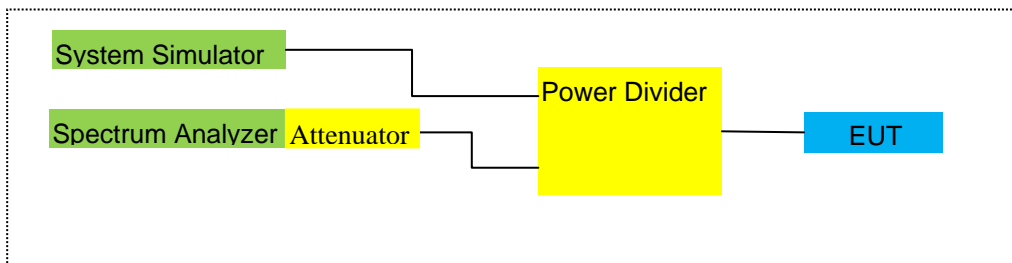 System Simulator
Power Divider
Spectrum Analyzer Attenuator
EUT